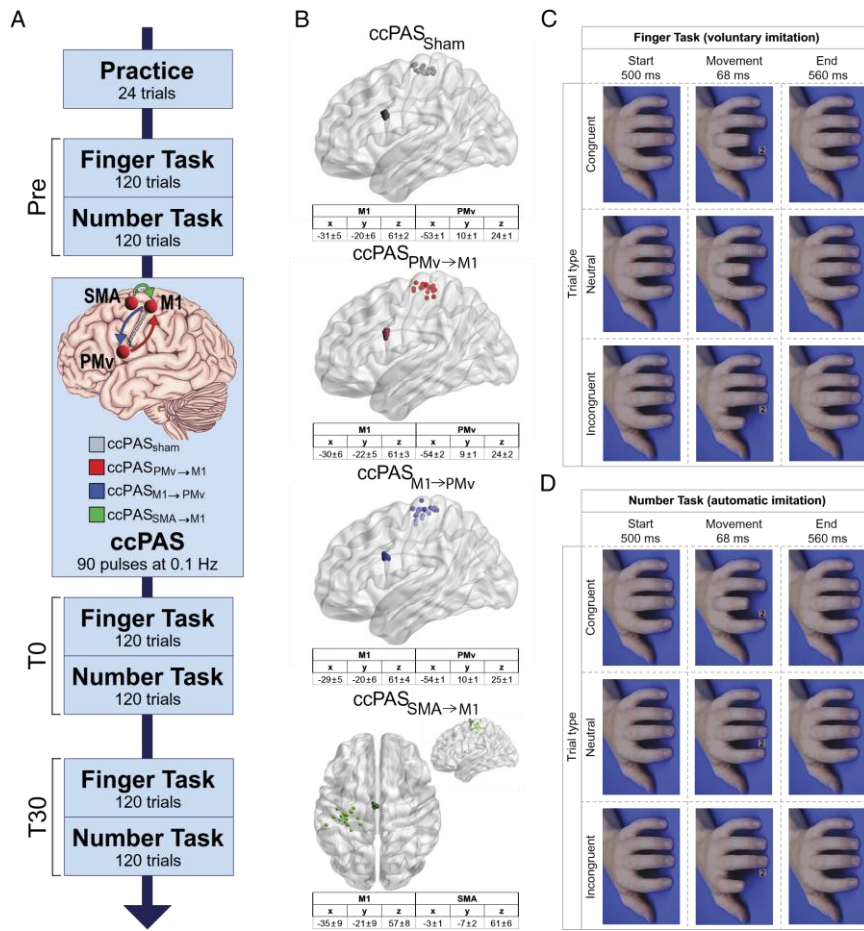 A
Practice
24 trials
Pre
Finger Task
120 trials
Number Task
120 trials
SMA
M1
PMv
ccPASsham
ccPASPMv→M1
ccPASM1→PMv
ccPASSMA→M1
ccPAS
90 pulses at 0.1 Hz
T0
Finger Task
120 trials
Number Task
120 trials
T30
Finger Task
120 trials
Number Task
120 trials
B
ccPASSham
M1 PMv
x y z x y z
-31±5 -20±6 61±2 -53±1 10±1 24±1
ccPASPMv→M1
M1 PMv
x y z x y z
-30±6 -22±5 61±3 -54±2 9±1 24±2
ccPASM1→PMv
M1 PMv
x y z x y z
-29±5 -20±6 61±4 -54±1 10±1 25±1
ccPASSMA→M1
M1 SMA
x y z x y z
-35±9 -21±9 57±8 -3±1 -7±2 61±6
C
Finger Task (voluntary imitation)
Start Movement End
500 ms 68 ms 560 ms
Trial type
Congruent
2
Neutral
Incongruent
2
D
Number Task (automatic imitation)
Start Movement End
500 ms 68 ms 560 ms
Trial type
Congruent
2
Neutral
2
Incongruent
2